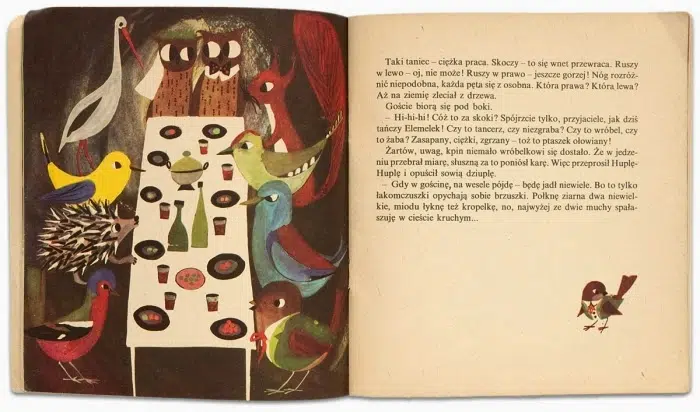 Taki taniec – ciężka praca. Skoczy – to się wnet przewraca. Ruszy
w lewo – oj, nie może! Ruszy w prawo – jeszcze gorzej! Nóg rozróż-
nić niepodobna, każda pęta się z osobna. Która prawa? Która lewa?
Aż na ziemię zleciał z drzewa.
Goście biorą się pod boki.
– Hi-hi-hi! Cóż to za skoki? Spójrzcie tylko, przyjaciele, jak dziś
tańczy Elemelek! Czy to tancerz, czy niezgraba? Czy to wróbel, czy
to żaba? Zasapany, ciężki, zgrzany – toż to ptaszek ołowiany!
Żartów, uwag, kpin niemało wróbelkowi się dostało. Że w jedze-
niu przebrał miarę, słuszną za to poniósł karę. Więc przeprosił Huplę-
Huplę i opuścił sowią dziuplę.
– Gdy w gościnę, na wesele pójdę – będę jadł niewiele. Bo to tylko
łakomczuszki opychają sobie brzuszki. Połknę ziarna dwa niewiel-
kie, miodu łyknę też kropelkę, no, najwyżej ze dwie muchy spała-
szuję w cieście kruchym...